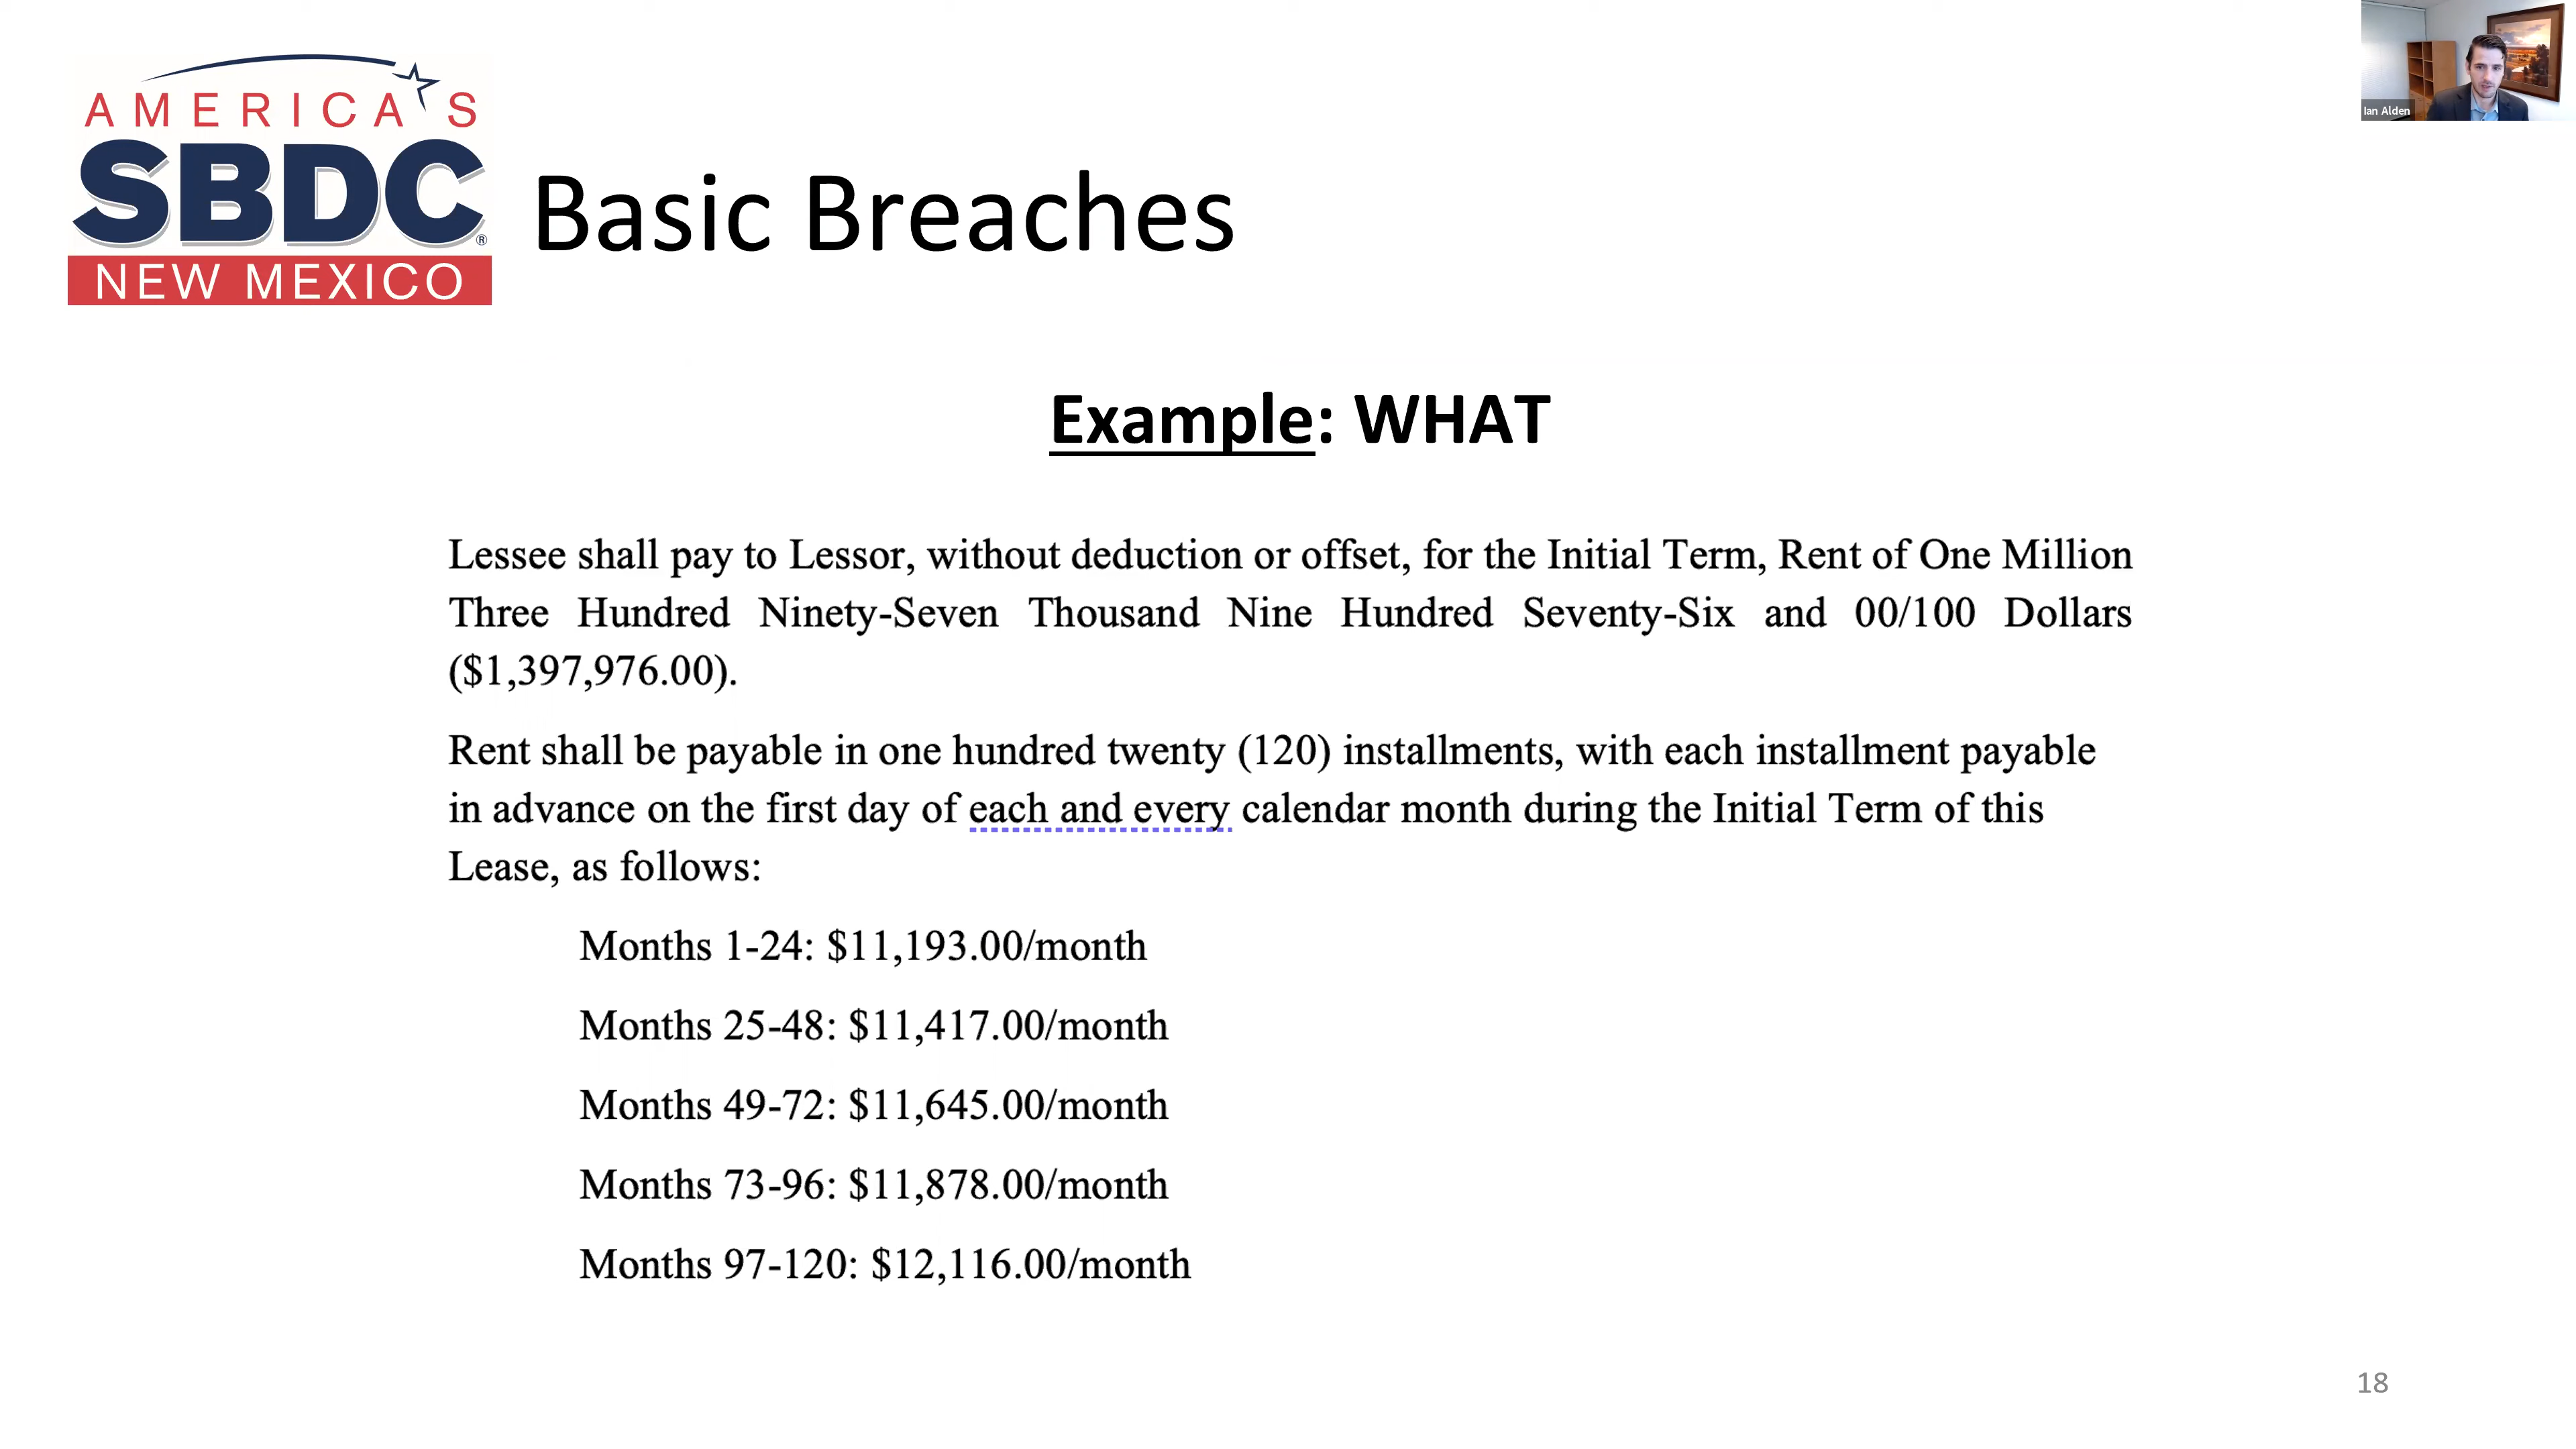 AMERICA'S
SBDC®
NEW MEXICO
Ian Alden
Basic Breaches
Example: WHAT
Lessee shall pay to Lessor, without deduction or offset, for the Initial Term, Rent of One Million
Three Hundred Ninety-Seven Thousand Nine Hundred Seventy-Six and 00/100 Dollars
($1,397,976.00).
Rent shall be payable in one hundred twenty (120) installments, with each installment payable
in advance on the first day of each and every calendar month during the Initial Term of this
Lease, as follows:
Months 1-24: $11,193.00/month
Months 25-48: $11,417.00/month
Months 49-72: $11,645.00/month
Months 73-96: $11,878.00/month
Months 97-120: $12,116.00/month
18